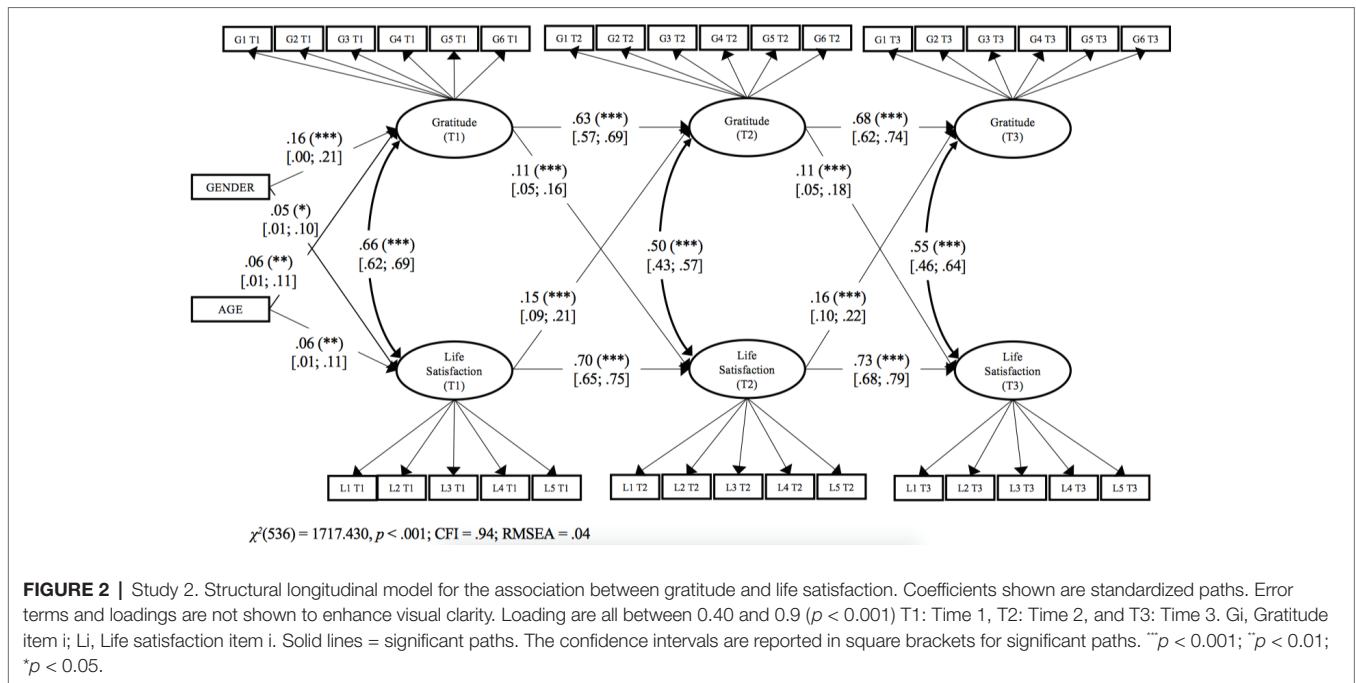 G1 T1 G2 T1 G3 T1 G4 T1 G5 T1 G6 T1
G1 T2 G2 T2 G3 T2 G4 T2 G5 T2 G6 T2
G1 T3 G2 T3 G3 T3 G4 T3 G5 T3 G6 T3
Gratitude
(T1)
.63 (***)
[.57; .69]
Gratitude
(T2)
.68 (***)
[.62; .74]
Gratitude
(T3)
.16 (***)
[.00; .21]
.11 (***)
[.05; .16]
.11 (***)
[.05; .18]
GENDER
.05 (*)
[.01; .10]
.66 (***)
[.62; .69]
.50 (***)
[.43; .57]
.55 (***)
[.46; .64]
.06 (**)
[.01; .11]
AGE
.15 (***)
[.09; .21]
.16 (***)
[.10; .22]
.06 (**)
[.01; .11]
Life
Satisfaction
(T1)
.70 (***)
[.65; .75]
Life
Satisfaction
(T2)
.73 (***)
[.68; .79]
Life
Satisfaction
(T3)
L1 T1 L2 T1 L3 T1 L4 T1 L5 T1
L1 T2 L2 T2 L3 T2 L4 T2 L5 T2
L1 T3 L2 T3 L3 T3 L4 T3 L5 T3
χ²(536) = 1717.430, p < .001; CFI = .94; RMSEA = .04
FIGURE 2 | Study 2. Structural longitudinal model for the association between gratitude and life satisfaction. Coefficients shown are standardized paths. Error
terms and loadings are not shown to enhance visual clarity. Loading are all between 0.40 and 0.9 (p < 0.001) T1: Time 1, T2: Time 2, and T3: Time 3. Gi, Gratitude
item i; Li, Life satisfaction item i. Solid lines = significant paths. The confidence intervals are reported in square brackets for significant paths. ***p < 0.001; **p < 0.01;
*p < 0.05.